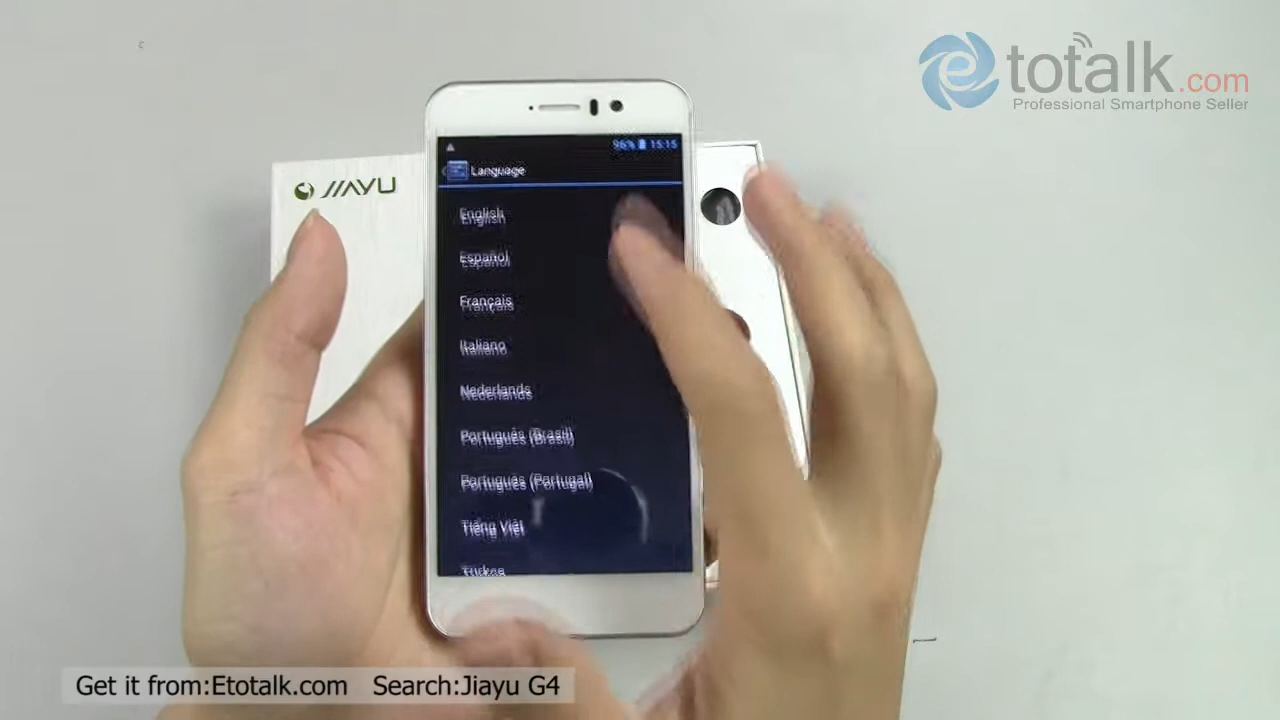 etotalk.com
Professional Smartphone Seller
JIAYU
96% 15:15
Language
English
Español
Français
Italiano
Nederlands
Português (Brasil)
Português (Portugal)
Tiếng Việt
Türkçe
Get it from:Etotalk.com Search:Jiayu G4